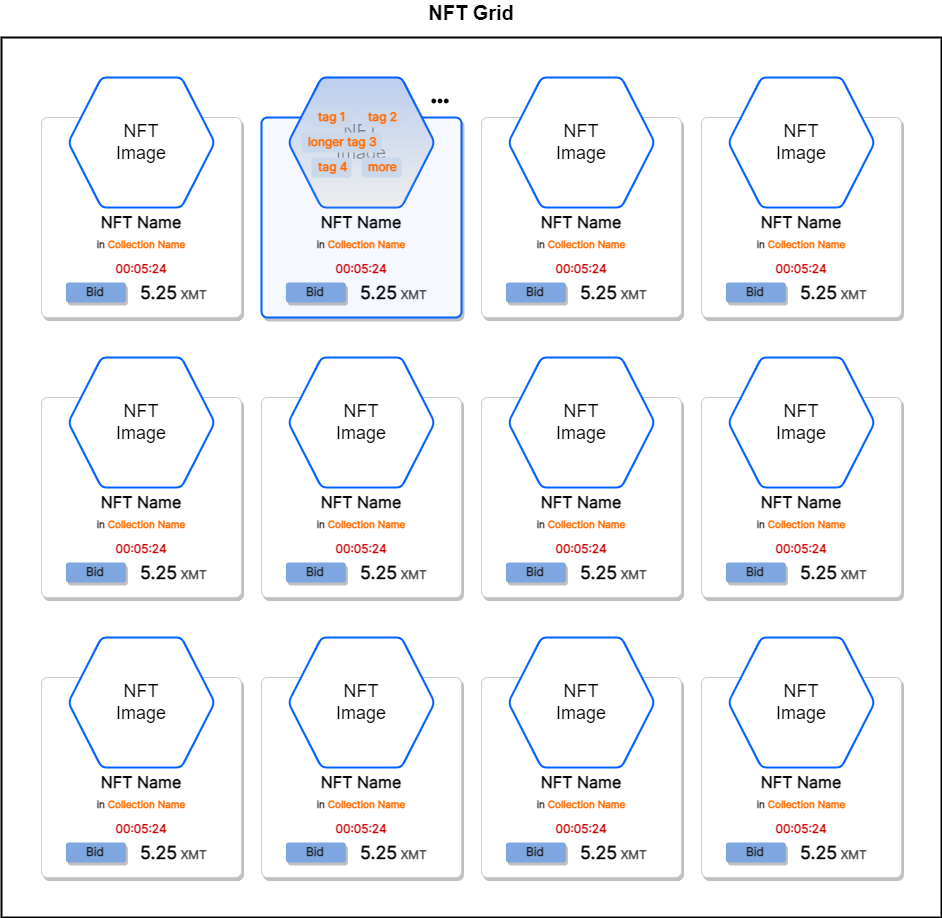 NFT Grid
NFT
Image
NFT Name
in Collection Name
00:05:24
Bid 5.25 XMT
•••
tag 1 tag 2
NFT
longer tag 3
Image
tag 4 more
NFT Name
in Collection Name
00:05:24
Bid 5.25 XMT
NFT
Image
NFT Name
in Collection Name
00:05:24
Bid 5.25 XMT
NFT
Image
NFT Name
in Collection Name
00:05:24
Bid 5.25 XMT
NFT
Image
NFT Name
in Collection Name
00:05:24
Bid 5.25 XMT
NFT
Image
NFT Name
in Collection Name
00:05:24
Bid 5.25 XMT
NFT
Image
NFT Name
in Collection Name
00:05:24
Bid 5.25 XMT
NFT
Image
NFT Name
in Collection Name
00:05:24
Bid 5.25 XMT
NFT
Image
NFT Name
in Collection Name
00:05:24
Bid 5.25 XMT
NFT
Image
NFT Name
in Collection Name
00:05:24
Bid 5.25 XMT
NFT
Image
NFT Name
in Collection Name
00:05:24
Bid 5.25 XMT
NFT
Image
NFT Name
in Collection Name
00:05:24
Bid 5.25 XMT